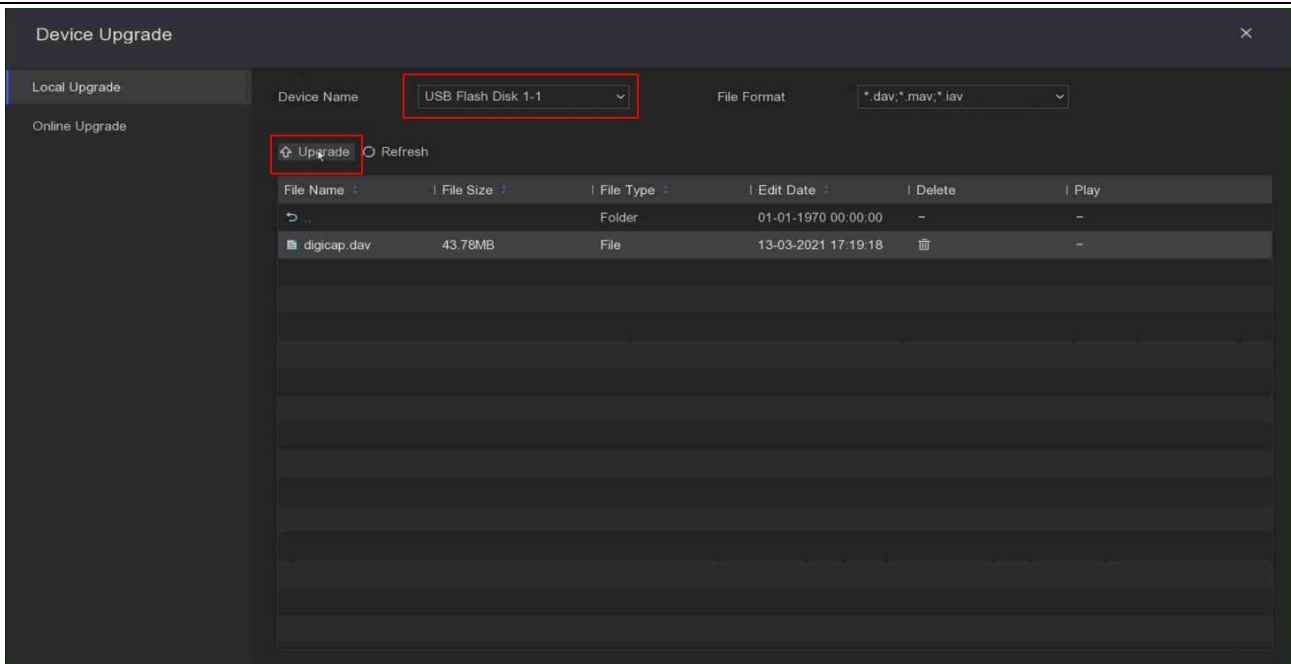 Device Upgrade
Local Upgrade
Online Upgrade
Device Name USB Flash Disk 1-1 File Format *.dav;*.mav;*.iav
Upgrade Refresh
File Name | File Size | File Type | Edit Date | Delete | Play
.. Folder 01-01-1970 00:00:00 – –
digicap.dav 43.78MB File 13-03-2021 17:19:18 –